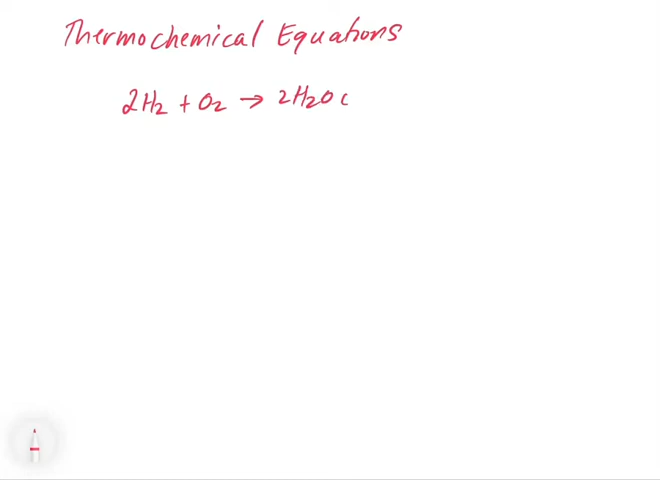 Thermochemical Equations
2H₂ + O₂ → 2H₂O (